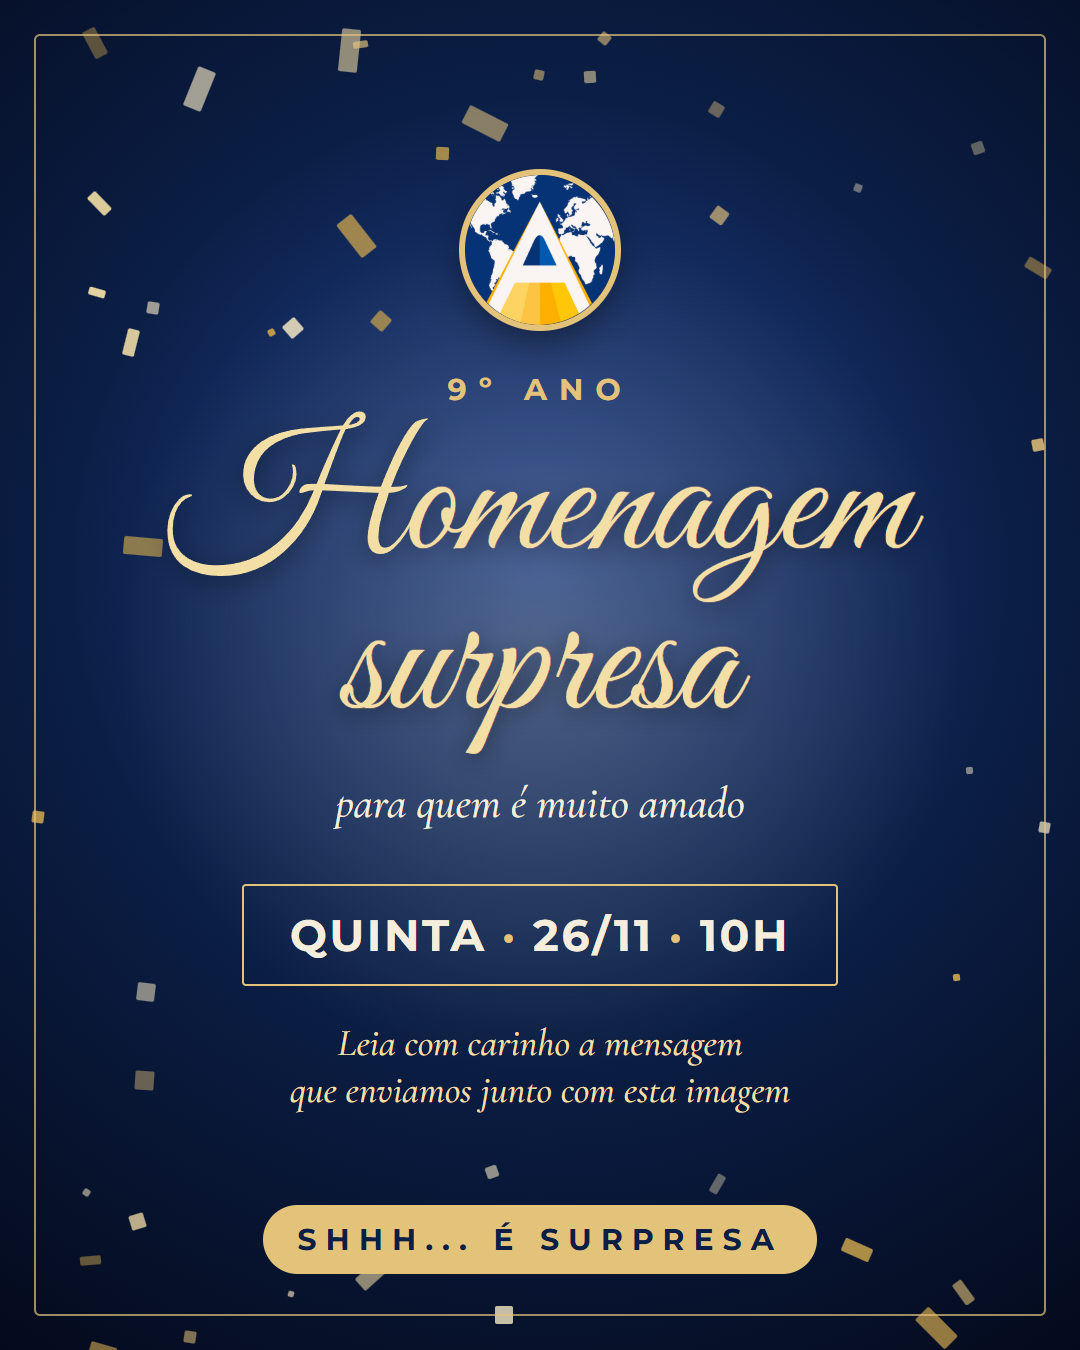 A
9º ANO
Homenagem
surpresa
para quem é muito amado
QUINTA · 26/11 · 10H
Leia com carinho a mensagem
que enviamos junto com esta imagem
SHHH... É SURPRESA